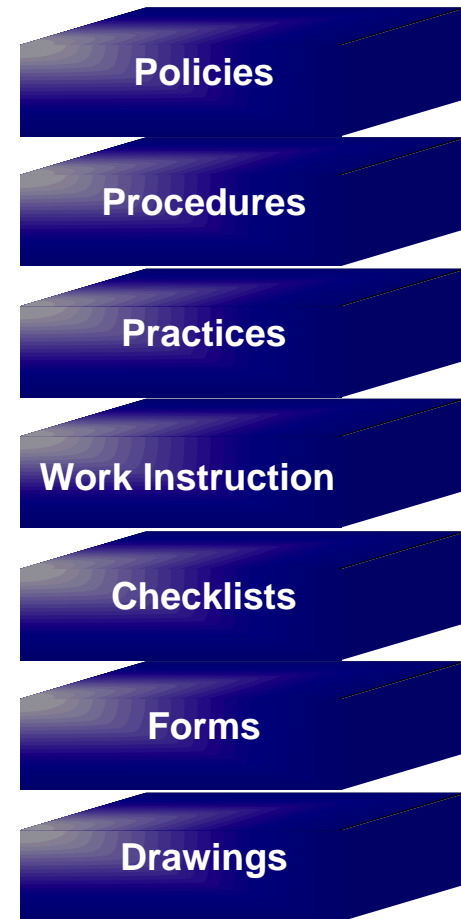 Policies
Procedures
Practices
Work Instruction
Checklists
Forms
Drawings